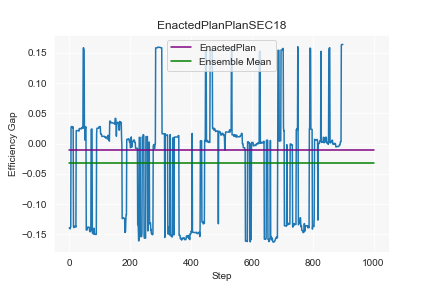 EnactedPlanPlanSEC18
EnactedPlan
Ensemble Mean
0.15
0.10
0.05
0.00
−0.05
−0.10
−0.15
Efficiency Gap
0 200 400 600 800 1000
Step